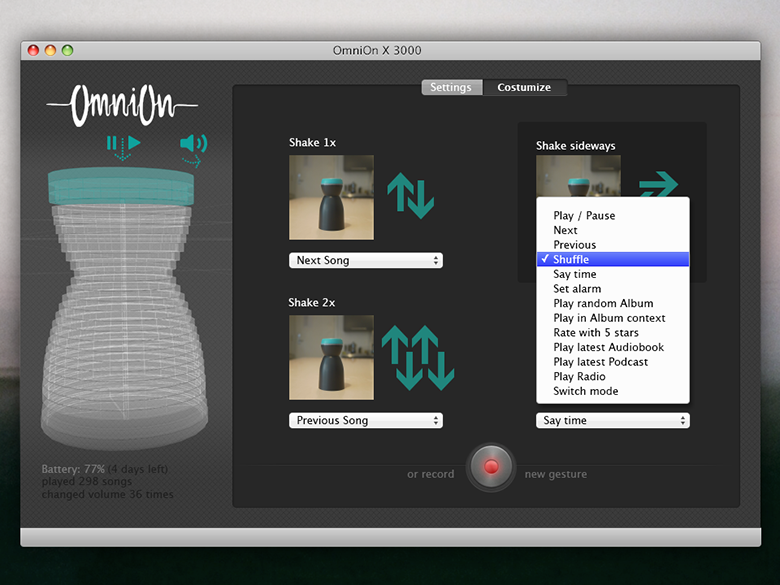 OmniOn X 3000
OmniOn
Settings
Costumize
Shake 1x
Next Song
Shake sideways
Play / Pause
Next
Previous
✓ Shuffle
Say time
Set alarm
Play random Album
Play in Album context
Rate with 5 stars
Play latest Audiobook
Play latest Podcast
Play Radio
Switch mode
Shake 2x
Previous Song
Say time
or record
new gesture
Battery: 77% (4 days left)
played 298 songs
changed volume 36 times